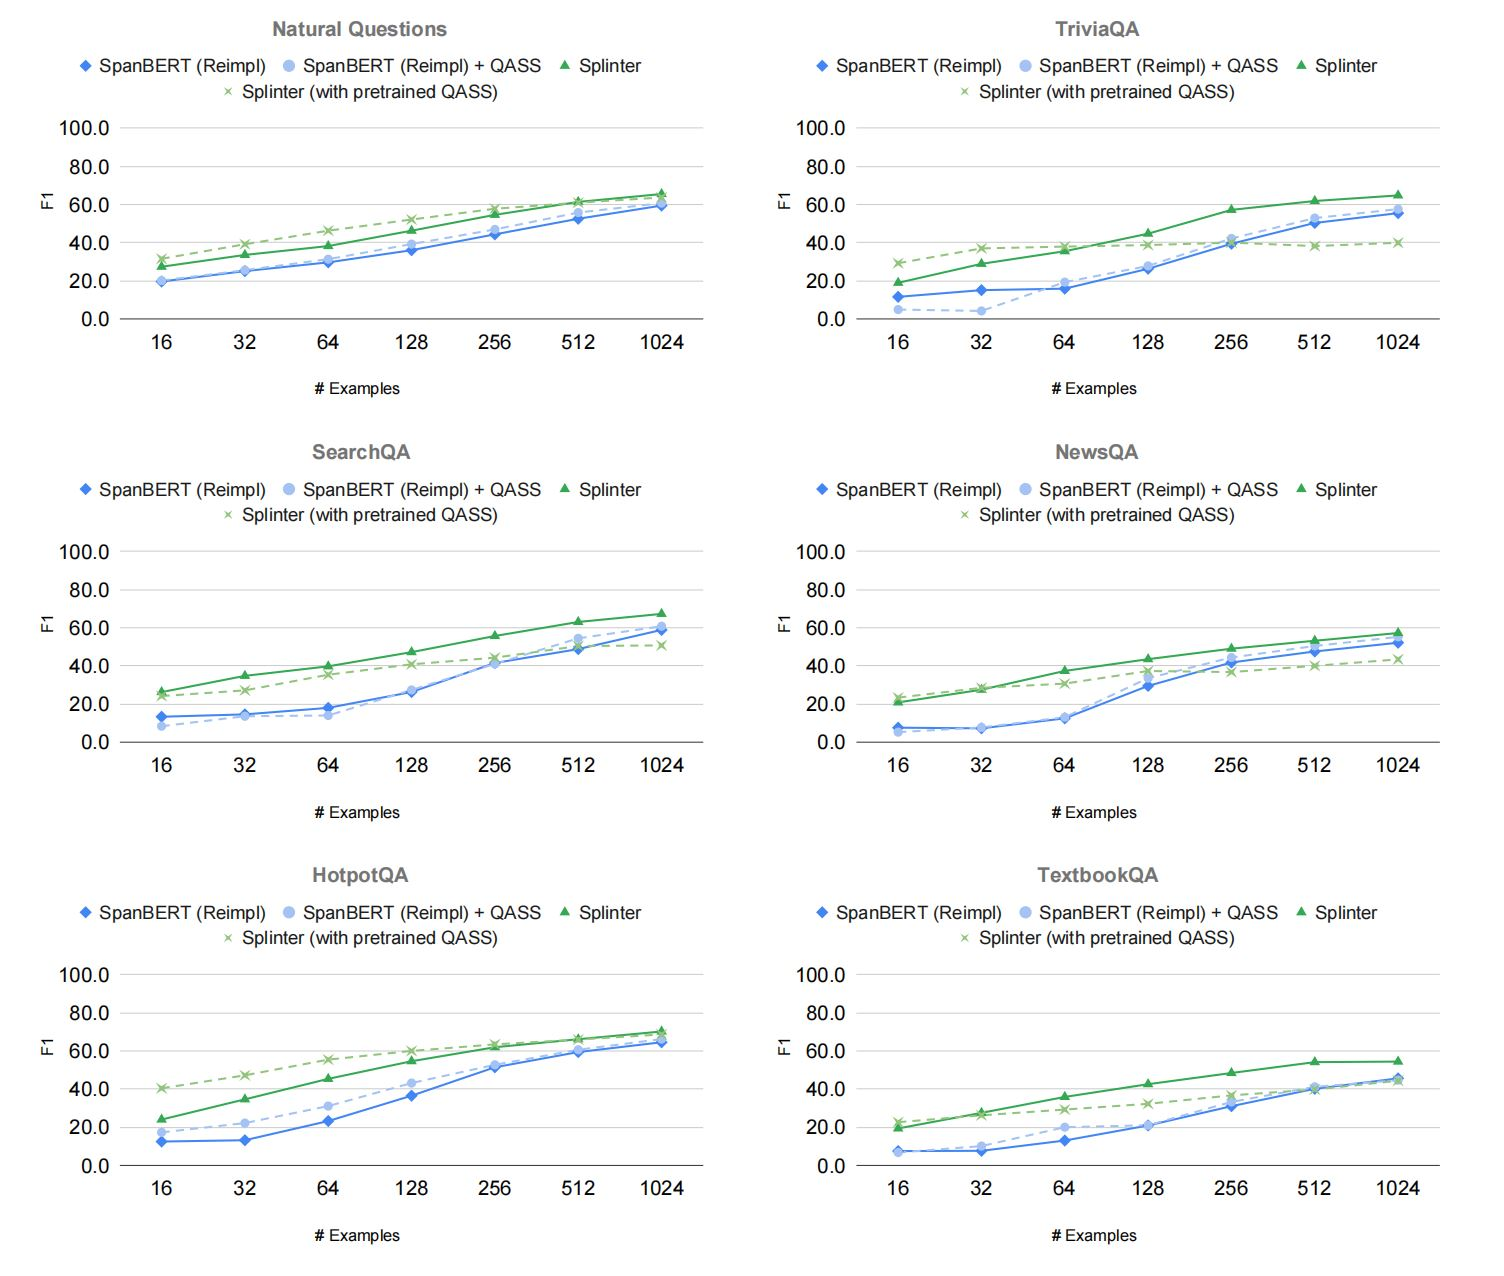 Natural Questions
SpanBERT (Reimpl) SpanBERT (Reimpl) + QASS Splinter
Splinter (with pretrained QASS)
100.0
80.0
60.0
40.0
20.0
0.0
F1
16 32 64 128 256 512 1024
# Examples
TriviaQA
SpanBERT (Reimpl) SpanBERT (Reimpl) + QASS Splinter
Splinter (with pretrained QASS)
100.0
80.0
60.0
40.0
20.0
0.0
F1
16 32 64 128 256 512 1024
# Examples
SearchQA
SpanBERT (Reimpl) SpanBERT (Reimpl) + QASS Splinter
Splinter (with pretrained QASS)
100.0
80.0
60.0
40.0
20.0
0.0
F1
16 32 64 128 256 512 1024
# Examples
NewsQA
SpanBERT (Reimpl) SpanBERT (Reimpl) + QASS Splinter
Splinter (with pretrained QASS)
100.0
80.0
60.0
40.0
20.0
0.0
F1
16 32 64 128 256 512 1024
# Examples
HotpotQA
SpanBERT (Reimpl) SpanBERT (Reimpl) + QASS Splinter
Splinter (with pretrained QASS)
100.0
80.0
60.0
40.0
20.0
0.0
F1
16 32 64 128 256 512 1024
# Examples
TextbookQA
SpanBERT (Reimpl) SpanBERT (Reimpl) + QASS Splinter
Splinter (with pretrained QASS)
100.0
80.0
60.0
40.0
20.0
0.0
F1
16 32 64 128 256 512 1024
# Examples